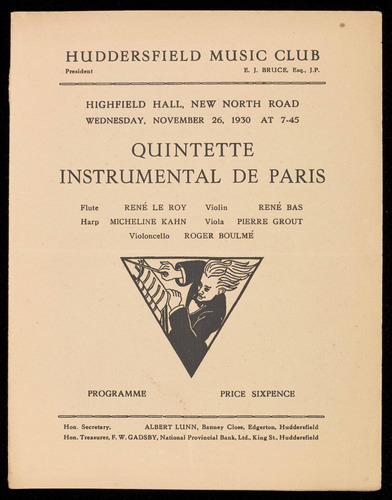 HUDDERSFIELD MUSIC CLUB
President E. J. BRUCE, Esq., J.P.
HIGHFIELD HALL, NEW NORTH ROAD
WEDNESDAY, NOVEMBER 26, 1930 AT 7-45
QUINTETTE
INSTRUMENTAL DE PARIS
Flute RENÉ LE ROY Violin RENÉ BAS
Harp MICHELINE KAHN Viola PIERRE GROUT
Violoncello ROGER BOULMÉ
PROGRAMME PRICE SIXPENCE
Hon. Secretary, ALBERT LUNN, Banney Close, Edgerton, Huddersfield
Hon. Treasurer, F. W. GADSBY, National Provincial Bank, Ltd., King St., Huddersfield